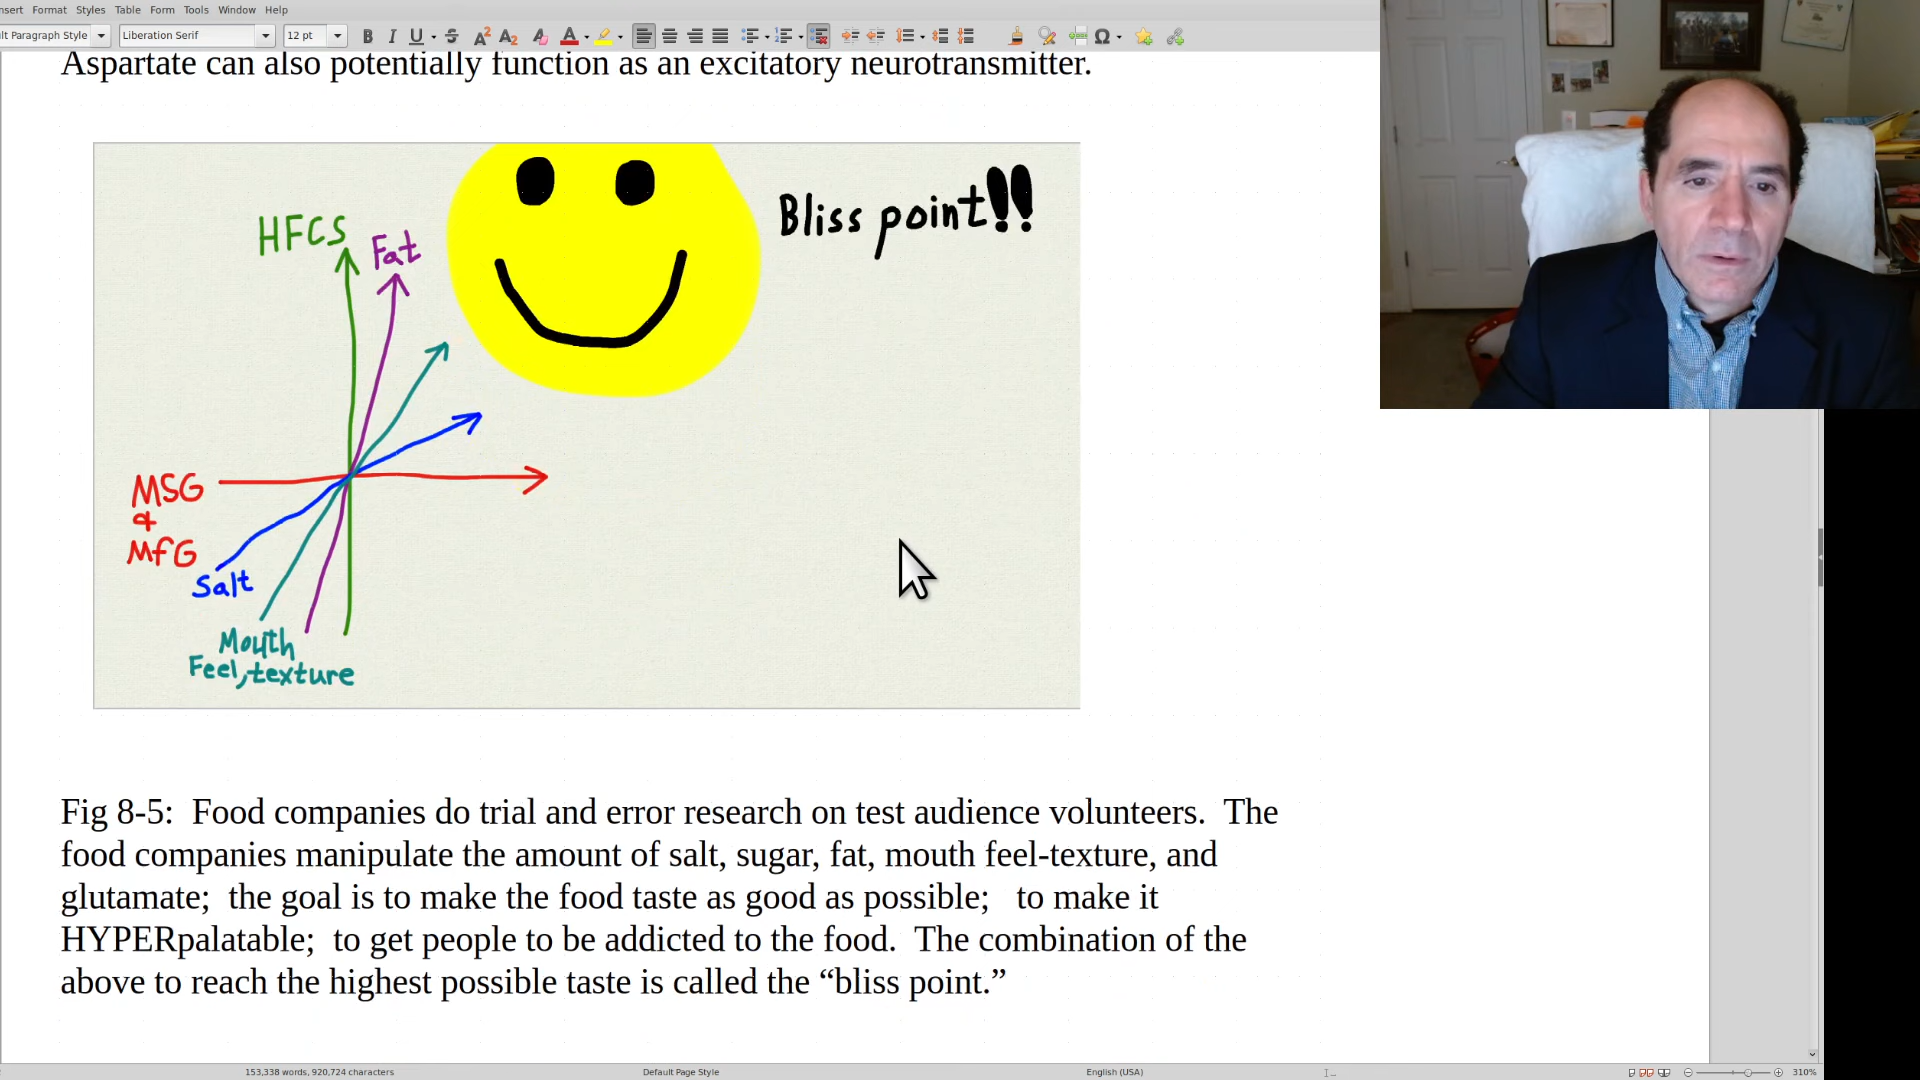 nsert Format Styles Table Form Tools Window Help
lt Paragraph Style Liberation Serif 12 pt
Aspartate can also potentially function as an excitatory neurotransmitter.
Bliss point!!
HFCS
Fat
MSG
&
MfG
Salt
Mouth
Feel,texture
Fig 8-5: Food companies do trial and error research on test audience volunteers. The
food companies manipulate the amount of salt, sugar, fat, mouth feel-texture, and
glutamate; the goal is to make the food taste as good as possible; to make it
HYPERpalatable; to get people to be addicted to the food. The combination of the
above to reach the highest possible taste is called the “bliss point.”
153,338 words, 920,724 characters Default Page Style English (USA) 310%